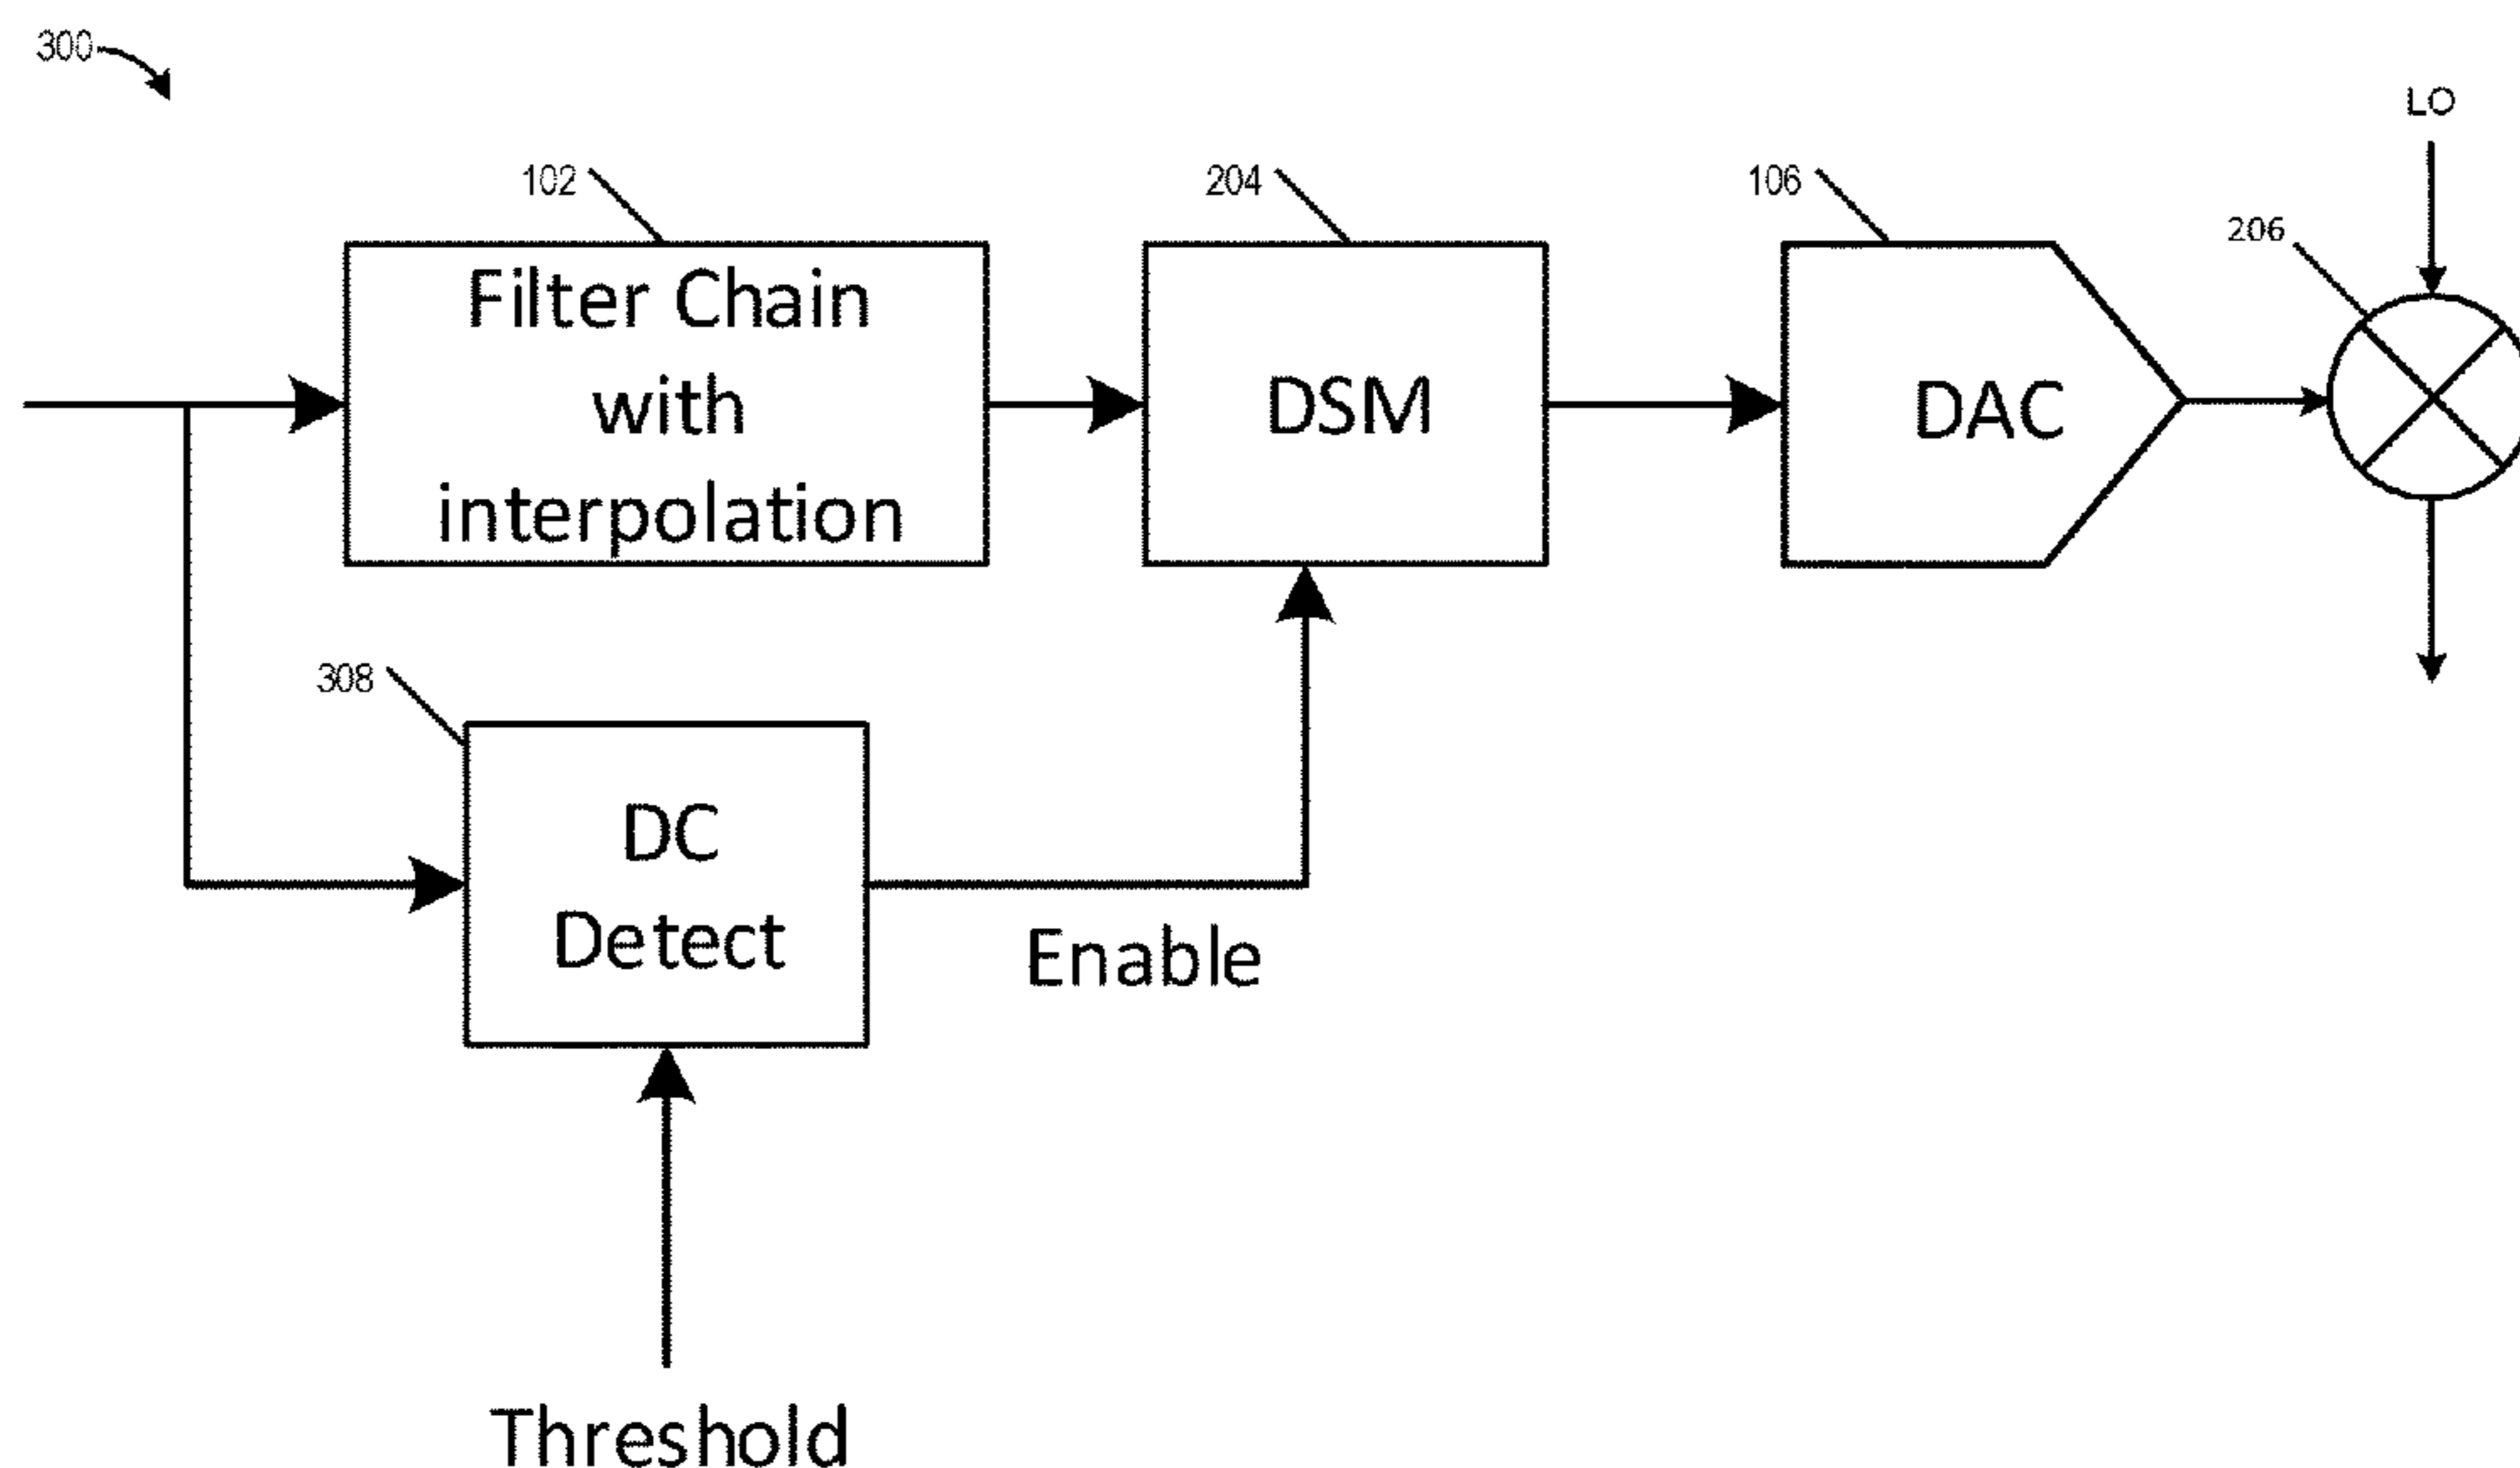 300
LO
102
204
106
206
Filter Chain
with
interpolation
DSM
DAC
308
DC
Detect
Enable
Threshold